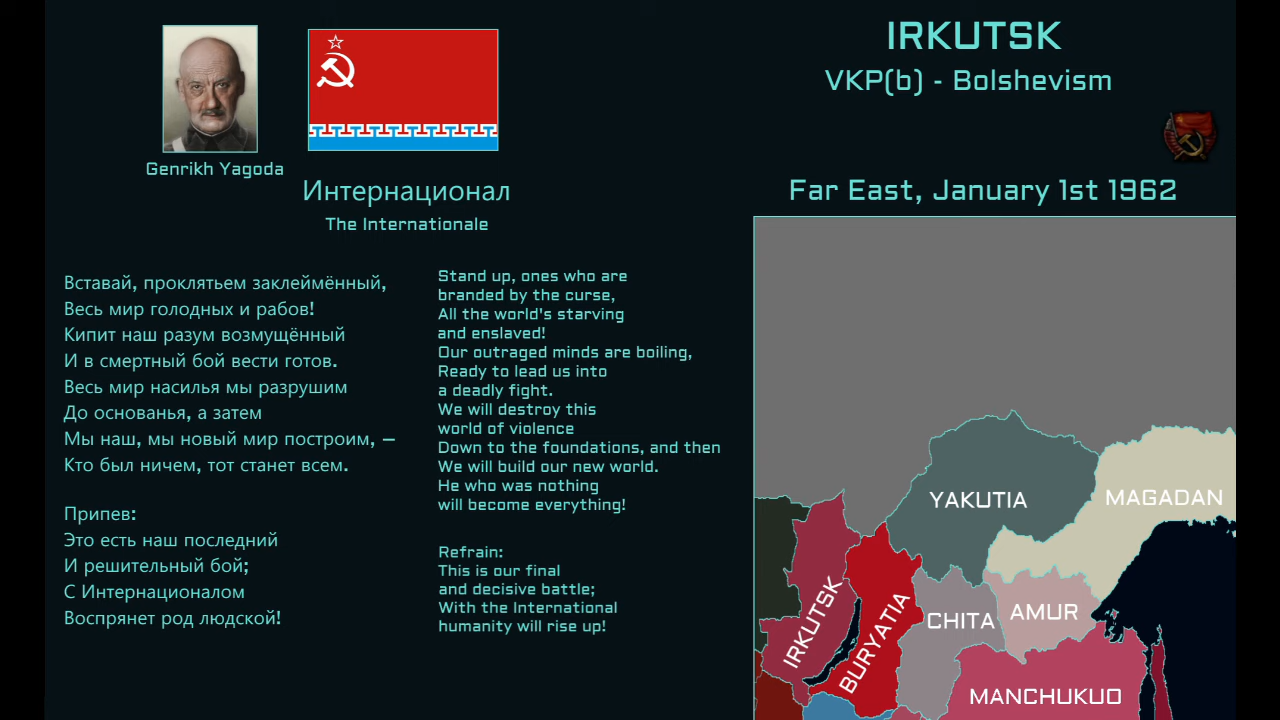 Genrikh Yagoda
Интернационал
The Internationale
IRKUTSK
VKP(b) - Bolshevism
Far East, January 1st 1962
Вставай, проклятьем заклеймённый,
Весь мир голодных и рабов!
Кипит наш разум возмущённый
И в смертный бой вести готов.
Весь мир насилья мы разрушим
До основанья, а затем
Мы наш, мы новый мир построим, —
Кто был ничем, тот станет всем.
Припев:
Это есть наш последний
И решительный бой;
С Интернационалом
Воспрянет род людской!
Stand up, ones who are
branded by the curse,
All the world's starving
and enslaved!
Our outraged minds are boiling,
Ready to lead us into
a deadly fight.
We will destroy this
world of violence
Down to the foundations, and then
We will build our new world.
He who was nothing
will become everything!
Refrain:
This is our final
and decisive battle;
With the International
humanity will rise up!
YAKUTIA
MAGADAN
IRKUTSK
BURYATIA
CHITA
AMUR
MANCHUKUO